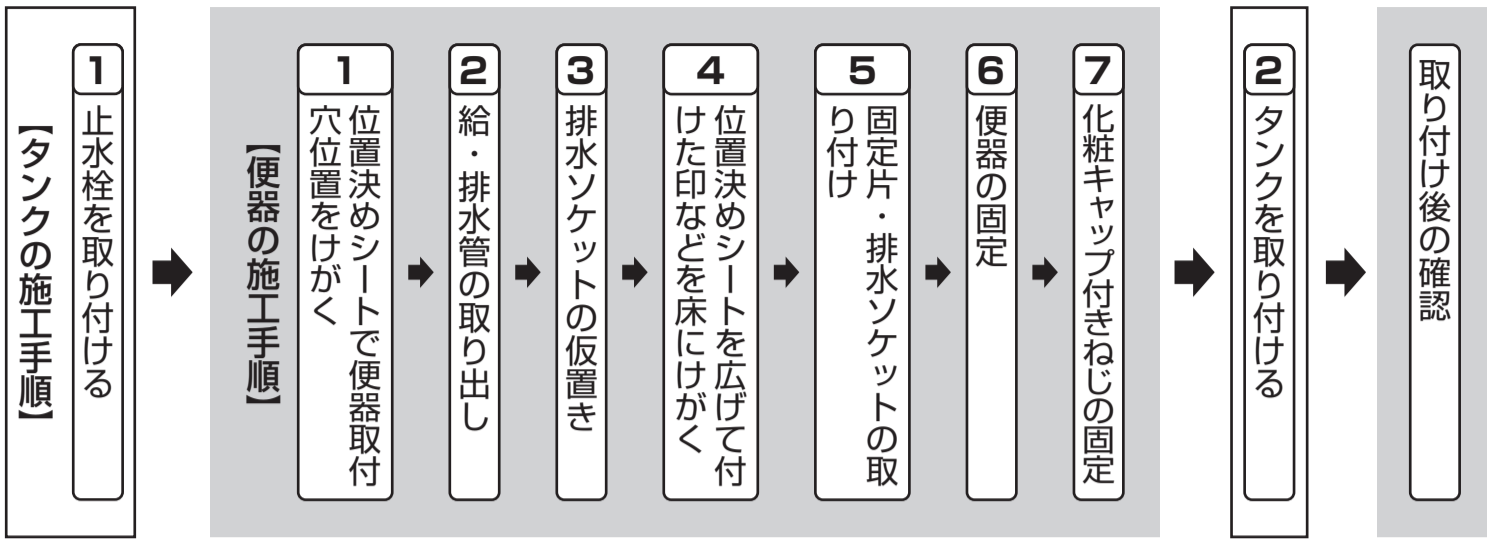 【タンクの施工手順】
1
止水栓を取り付ける
【便器の施工手順】
1
位置決めシートで便器取付
穴位置をけがく
2
給・排水管の取り出し
3
排水ソケットの仮置き
4
位置決めシートを広げて付
けた印などを床にけがく
5
固定片・排水ソケットの取
り付け
6
便器の固定
7
化粧キャップ付きねじの固定
2
タンクを取り付ける
取り付け後の確認